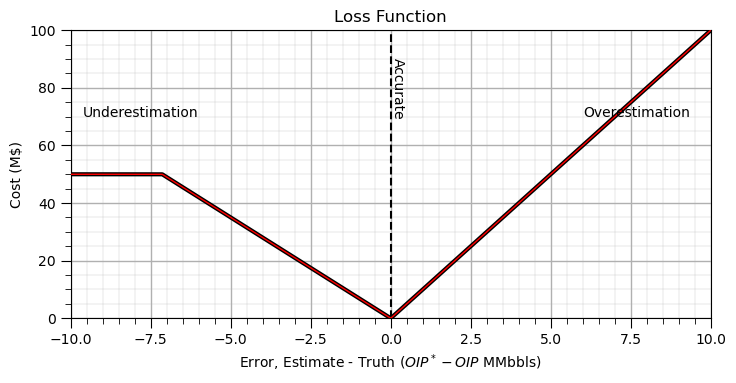 Loss Function
100
80
60
40
20
0
Cost (M$)
Underestimation
Accurate
Overestimation
−10.0 −7.5 −5.0 −2.5 0.0 2.5 5.0 7.5 10.0
Error, Estimate - Truth (OIP* − OIP MMbbls)